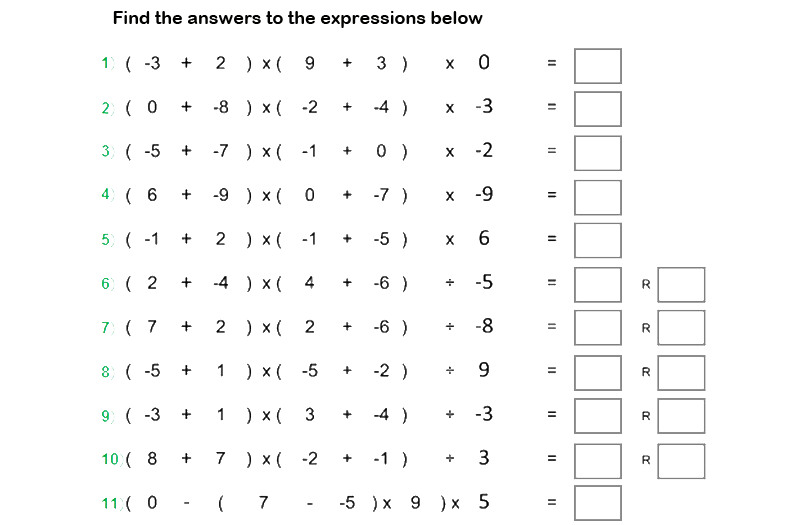 Find the answers to the expressions below
1) ( -3 + 2 ) x ( 9 + 3 ) x 0 =
2) ( 0 + -8 ) x ( -2 + -4 ) x -3 =
3) ( -5 + -7 ) x ( -1 + 0 ) x -2 =
4) ( 6 + -9 ) x ( 0 + -7 ) x -9 =
5) ( -1 + 2 ) x ( -1 + -5 ) x 6 =
6) ( 2 + -4 ) x ( 4 + -6 ) ÷ -5 = R
7) ( 7 + 2 ) x ( 2 + -6 ) ÷ -8 = R
8) ( -5 + 1 ) x ( -5 + -2 ) ÷ 9 = R
9) ( -3 + 1 ) x ( 3 + -4 ) ÷ -3 = R
10) ( 8 + 7 ) x ( -2 + -1 ) ÷ 3 = R
11) ( 0 - ( 7 - -5 ) x 9 ) x 5 =